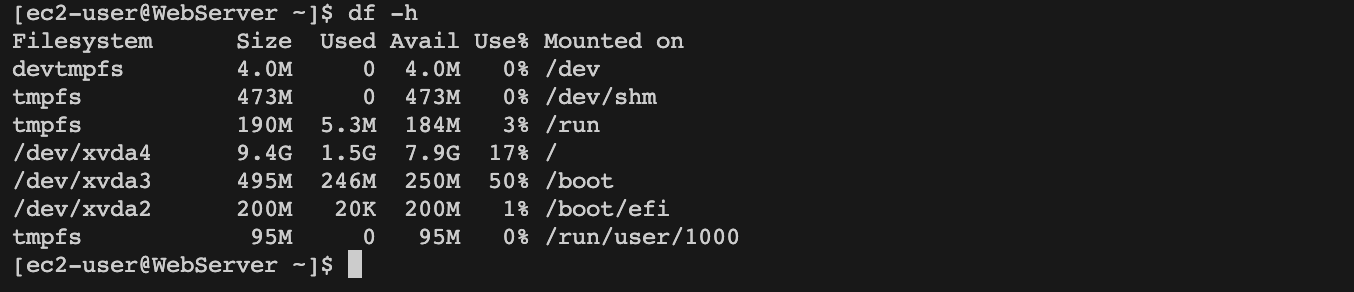 [ec2-user@WebServer ~]$ df -h
Filesystem      Size  Used Avail Use% Mounted on
devtmpfs        4.0M     0  4.0M   0% /dev
tmpfs           473M     0  473M   0% /dev/shm
tmpfs           190M  5.3M  184M   3% /run
/dev/xvda4      9.4G  1.5G  7.9G  17% /
/dev/xvda3      495M  246M  250M  50% /boot
/dev/xvda2      200M   20K  200M   1% /boot/efi
tmpfs            95M     0   95M   0% /run/user/1000
[ec2-user@WebServer ~]$